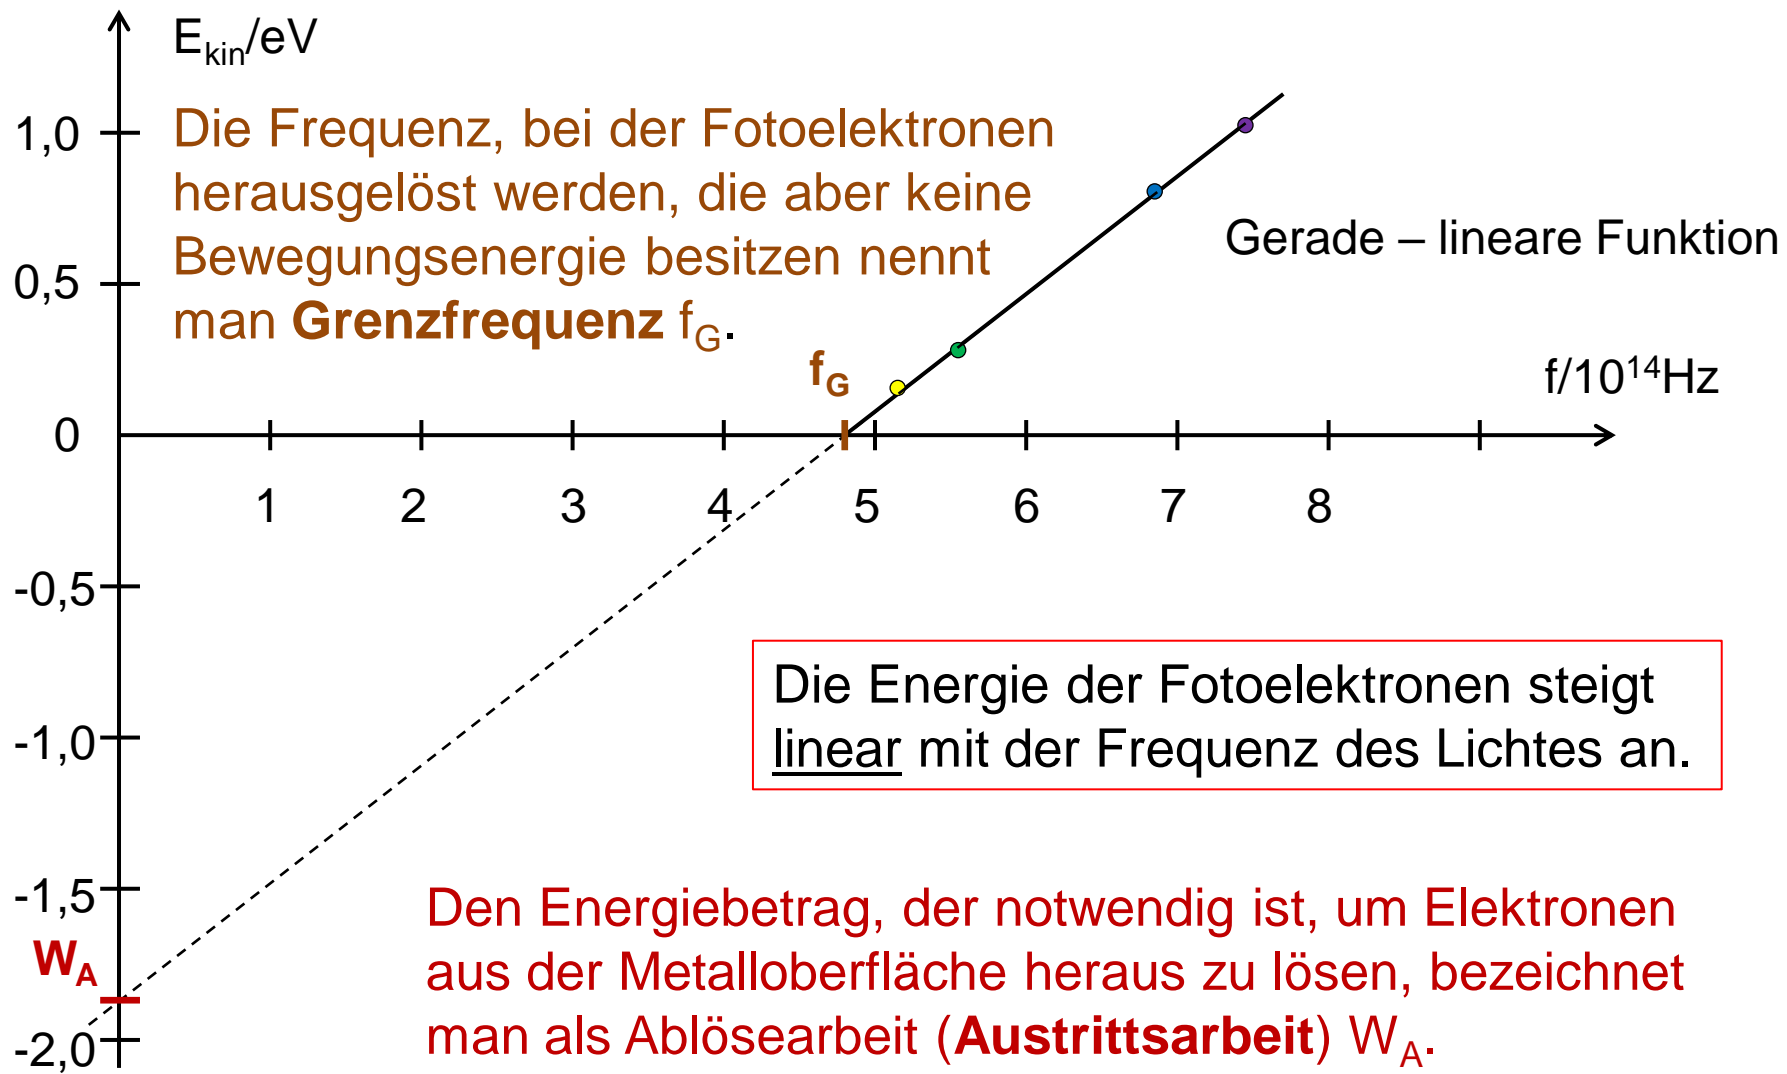 E_kin/eV
1,0
Die Frequenz, bei der Fotoelektronen
herausgelöst werden, die aber keine
Bewegungsenergie besitzen nennt
man Grenzfrequenz f_G.
Gerade – lineare Funktion
0,5
f_G
f/10^14Hz
0
1 2 3 4 5 6 7 8
-0,5
Die Energie der Fotoelektronen steigt
linear mit der Frequenz des Lichtes an.
-1,0
-1,5
W_A
-2,0
Den Energiebetrag, der notwendig ist, um Elektronen
aus der Metalloberfläche heraus zu lösen, bezeichnet
man als Ablösearbeit (Austrittsarbeit) W_A.